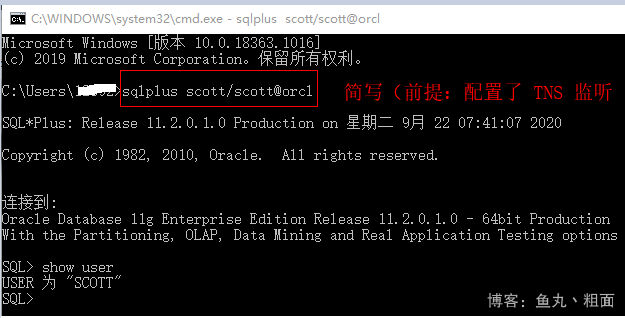 C:\WINDOWS\system32\cmd.exe - sqlplus  scott/scott@orcl
Microsoft Windows [版本 10.0.18363.1016]
(c) 2019 Microsoft Corporation。保留所有权利。
C:\Users\>sqlplus scott/scott@orcl
简写（前提：配置了 TNS 监听
SQL*Plus: Release 11.2.0.1.0 Production on 星期二 9月 22 07:41:07 2020
Copyright (c) 1982, 2010, Oracle.  All rights reserved.
连接到:
Oracle Database 11g Enterprise Edition Release 11.2.0.1.0 - 64bit Production
With the Partitioning, OLAP, Data Mining and Real Application Testing options
SQL> show user
USER 为 "SCOTT"
SQL>
博客：鱼丸丶粗面